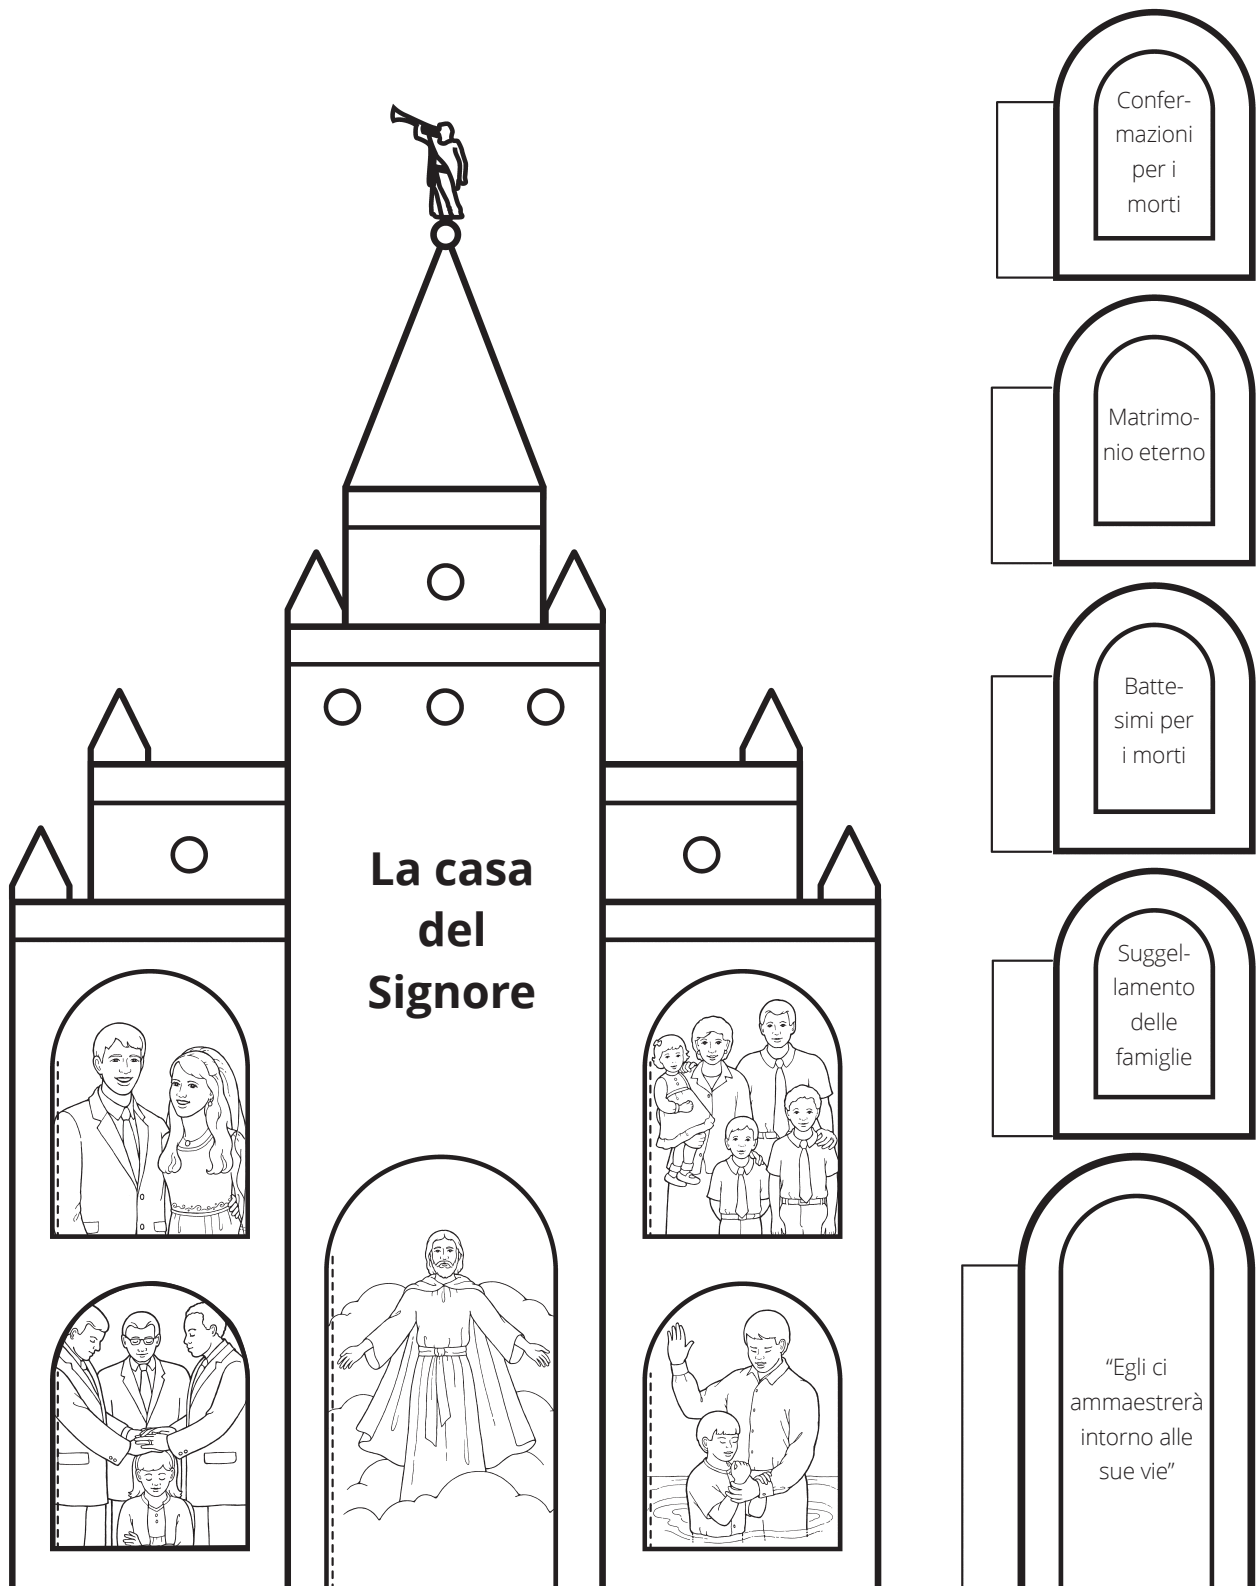 La casa
del
Signore
Confer-
mazioni
per i
morti
Matrimo-
nio eterno
Batte-
simi per
i morti
Suggel-
lamento
delle
famiglie
“Egli ci
ammaestrerà
intorno alle
sue vie”